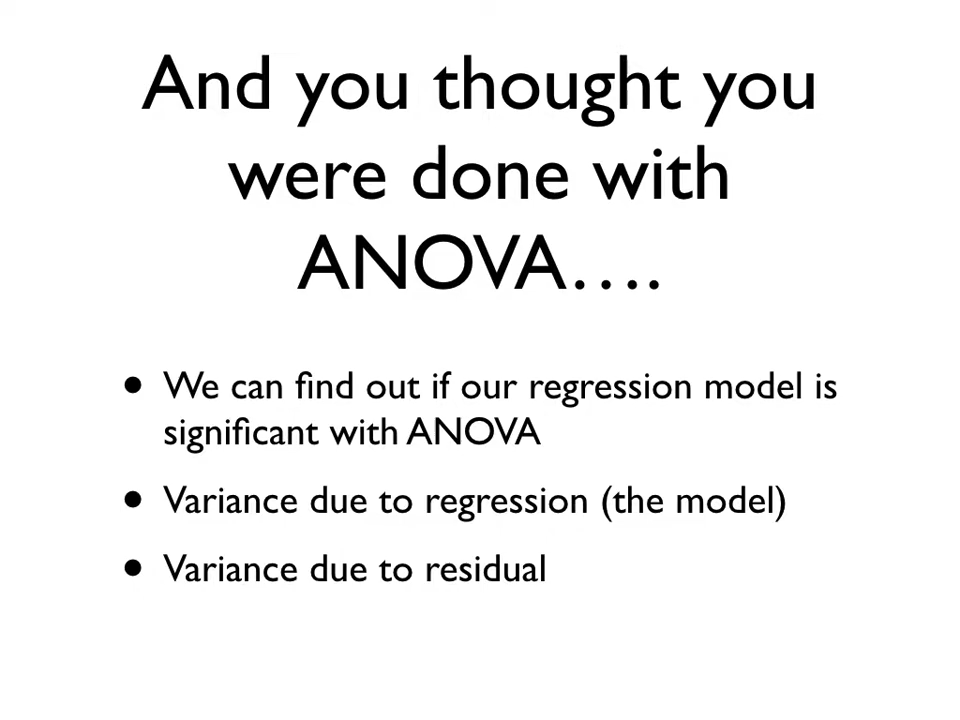 And you thought you
were done with
ANOVA….
• We can find out if our regression model is
significant with ANOVA
• Variance due to regression (the model)
• Variance due to residual